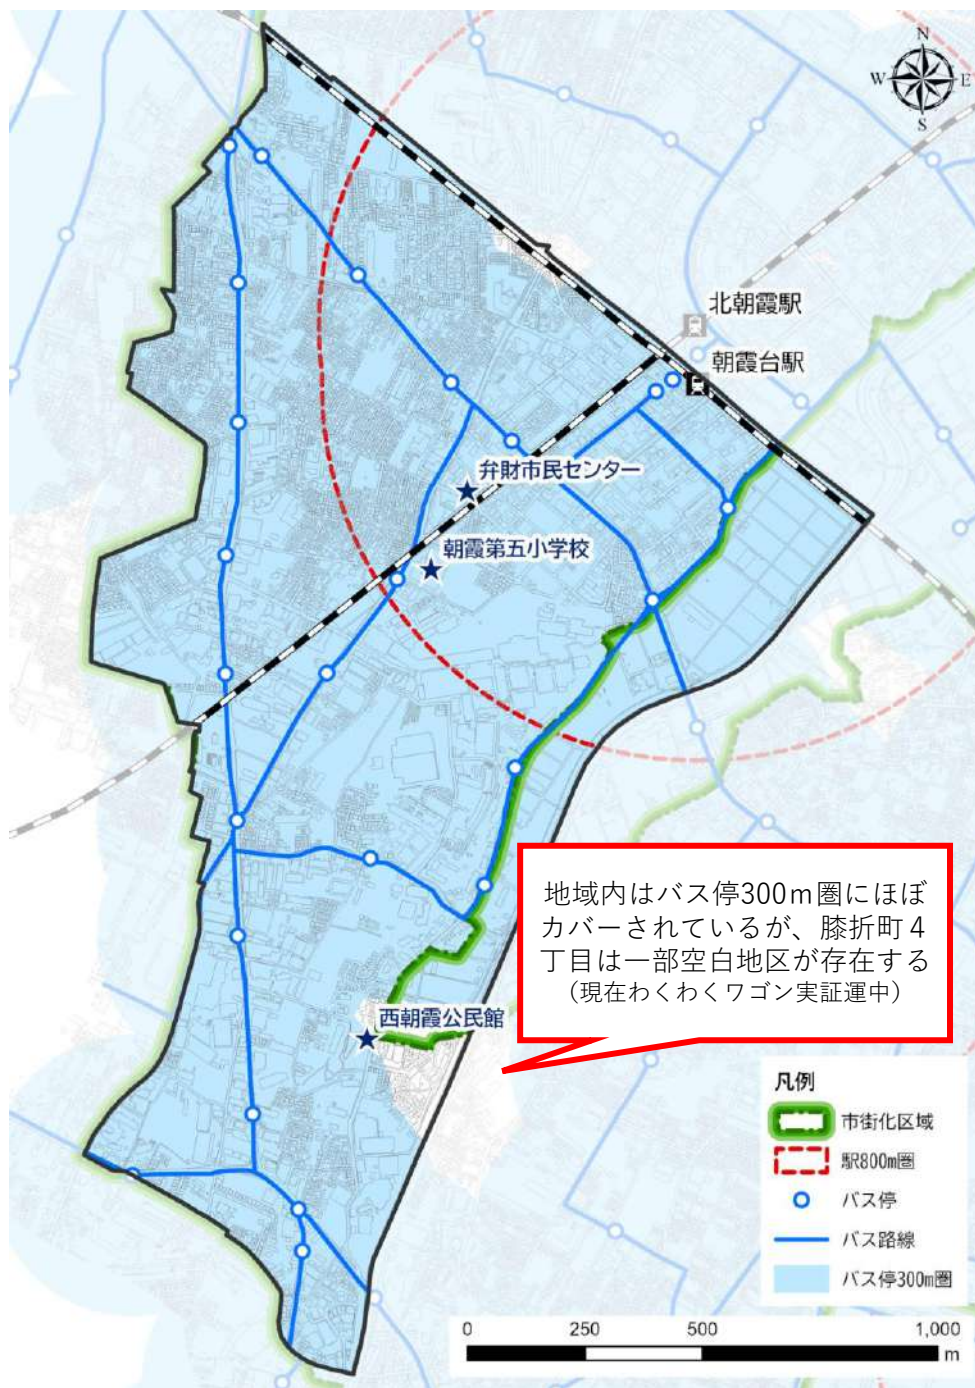 N
W
E
S
北朝霞駅
朝霞台駅
弁財市民センター
朝霞第五小学校
地域内はバス停300m圏にほぼ
カバーされているが、膝折町４
丁目は一部空白地区が存在する
（現在わくわくワゴン実証運中）
西朝霞公民館
凡例
市街化区域
駅800m圏
バス停
バス路線
バス停300m圏
0 250 500 1,000
m